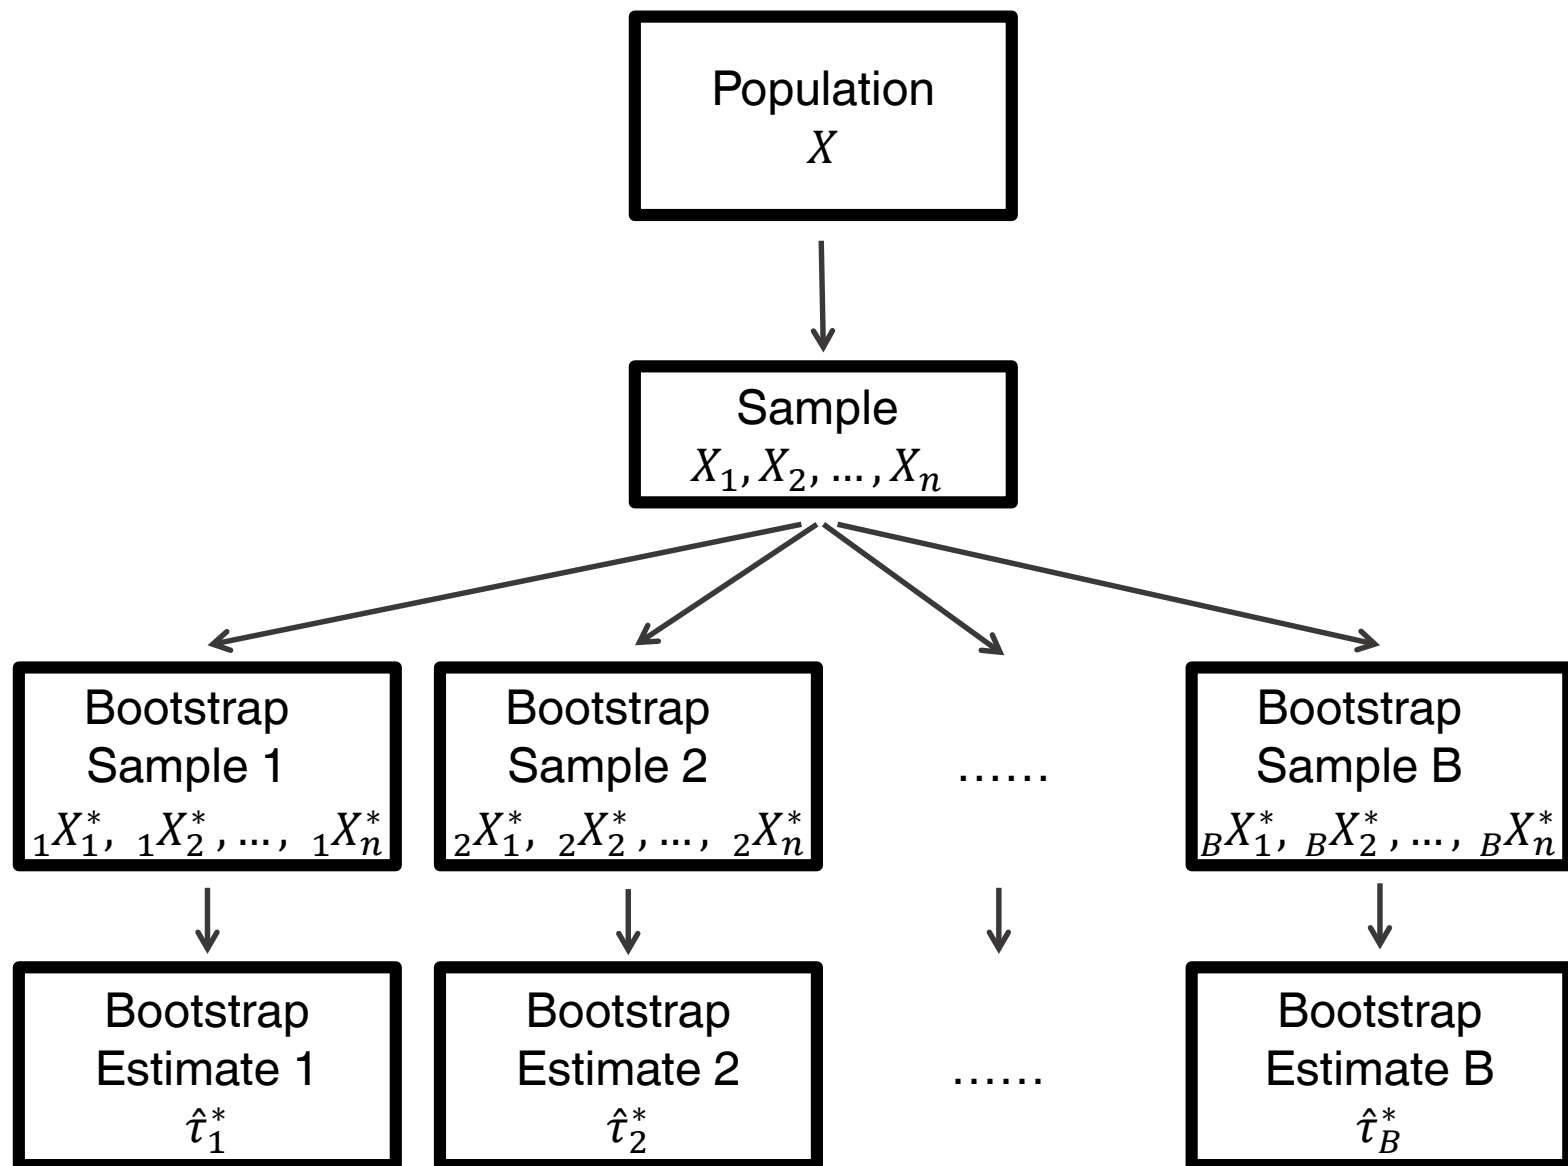 Population
X
Sample
X₁, X₂, ... , Xₙ
Bootstrap
Sample 1
₁X₁*, ₁X₂*, ... , ₁Xₙ*
Bootstrap
Sample 2
₂X₁*, ₂X₂*, ... , ₂Xₙ*
......
Bootstrap
Sample B
_BX₁*, _BX₂*, ... , _BXₙ*
Bootstrap
Estimate 1
τ̂₁*
Bootstrap
Estimate 2
τ̂₂*
......
Bootstrap
Estimate B
τ̂_B*